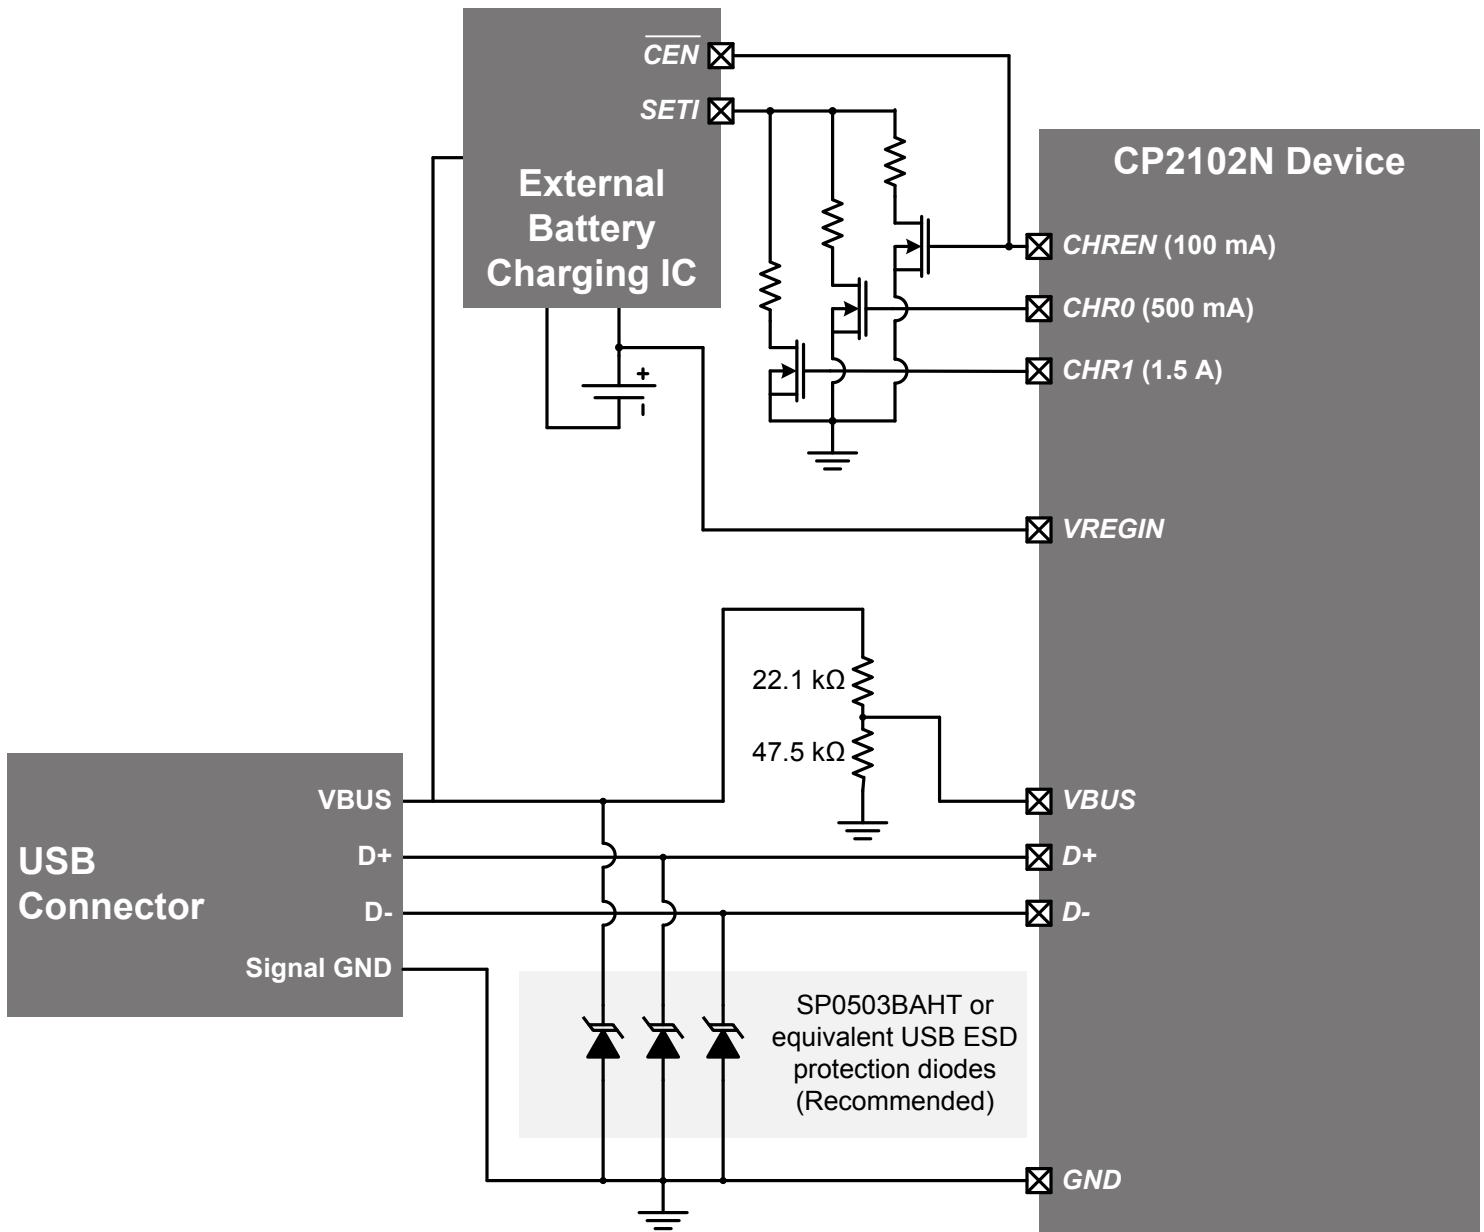 CEN
SETI
External
Battery
Charging IC
+
−
CP2102N Device
CHREN (100 mA)
CHR0 (500 mA)
CHR1 (1.5 A)
VREGIN
22.1 kΩ
47.5 kΩ
VBUS
D+
D-
GND
USB
Connector
VBUS
D+
D-
Signal GND
SP0503BAHT or
equivalent USB ESD
protection diodes
(Recommended)